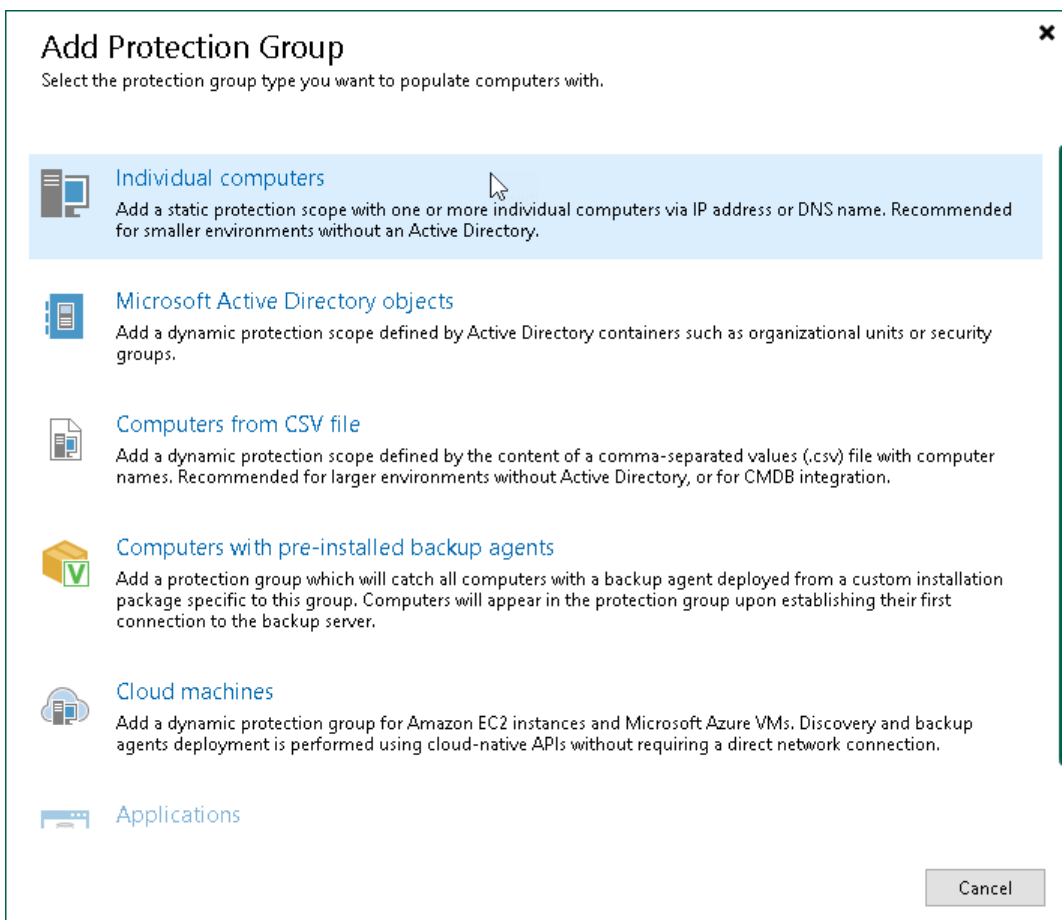 Add Protection Group
Select the protection group type you want to populate computers with.
Individual computers
Add a static protection scope with one or more individual computers via IP address or DNS name. Recommended
for smaller environments without an Active Directory.
Microsoft Active Directory objects
Add a dynamic protection scope defined by Active Directory containers such as organizational units or security
groups.
Computers from CSV file
Add a dynamic protection scope defined by the content of a comma-separated values (.csv) file with computer
names. Recommended for larger environments without Active Directory, or for CMDB integration.
Computers with pre-installed backup agents
Add a protection group which will catch all computers with a backup agent deployed from a custom installation
package specific to this group. Computers will appear in the protection group upon establishing their first
connection to the backup server.
Cloud machines
Add a dynamic protection group for Amazon EC2 instances and Microsoft Azure VMs. Discovery and backup
agents deployment is performed using cloud-native APIs without requiring a direct network connection.
Applications
Cancel